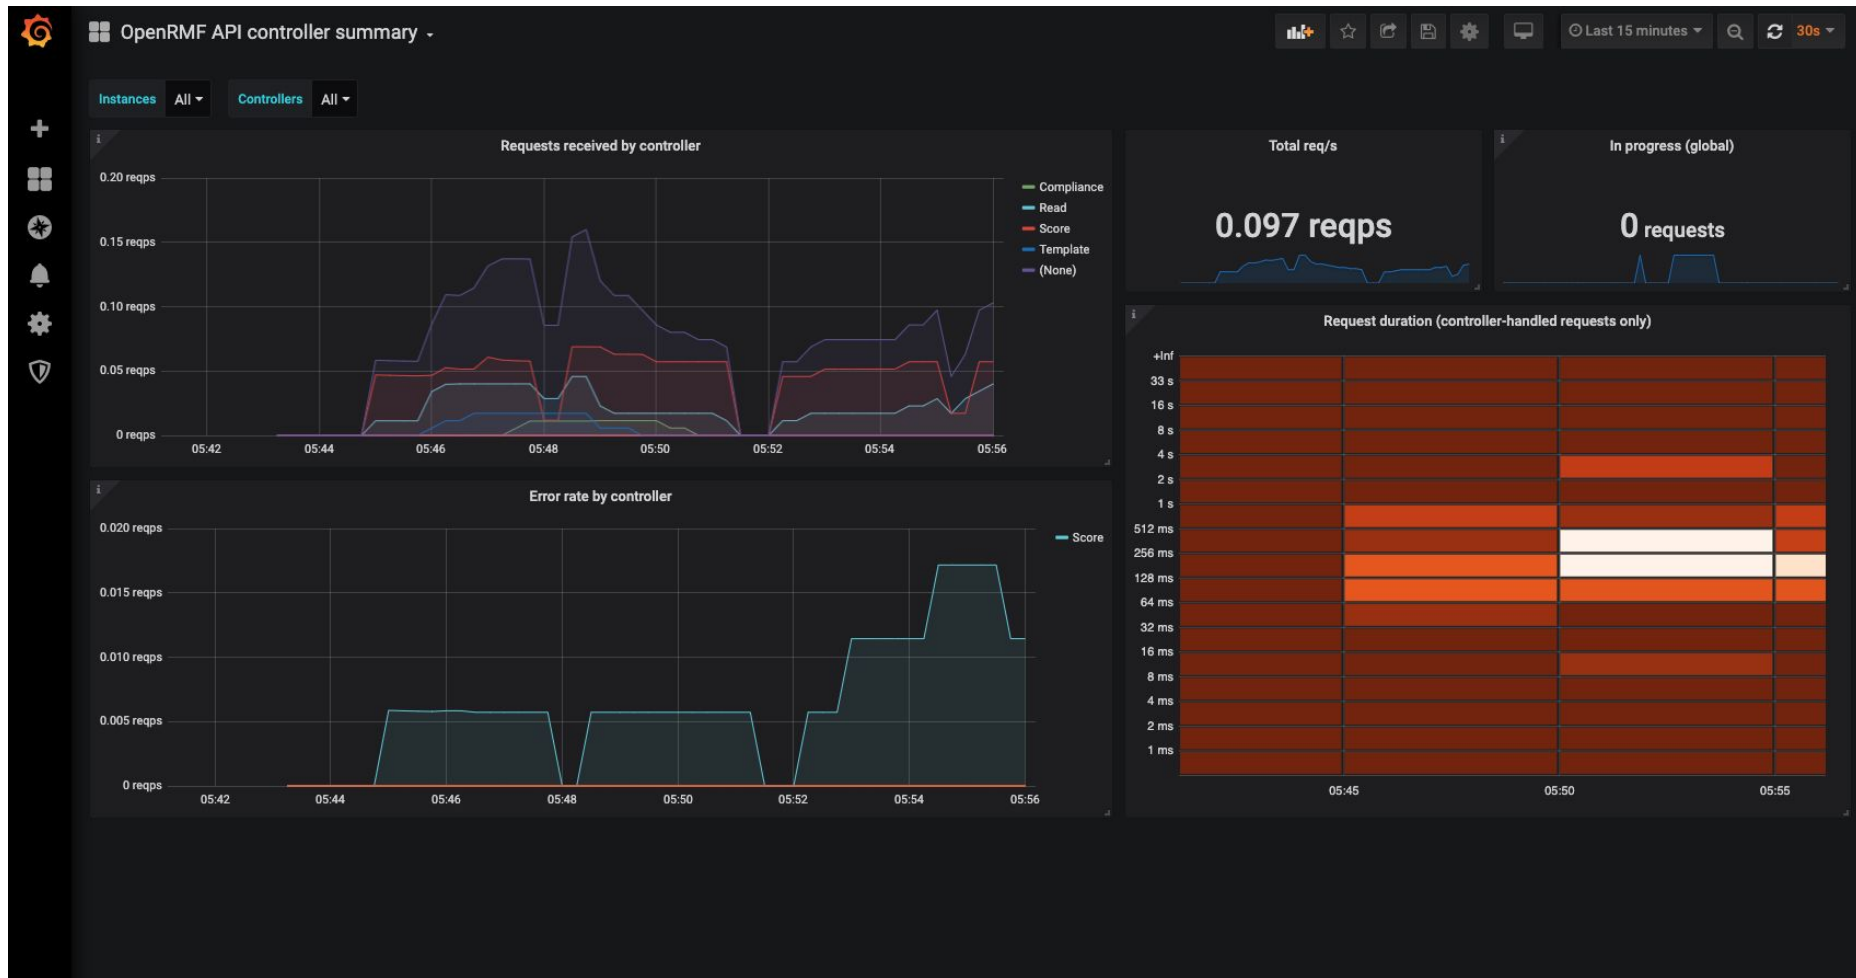 OpenRMF API controller summary
Last 15 minutes
30s
Instances All Controllers All
i
Requests received by controller
0.20 reqps
0.15 reqps
0.10 reqps
0.05 reqps
0 reqps
05:42 05:44 05:46 05:48 05:50 05:52 05:54 05:56
Compliance
Read
Score
Template
(None)
Total req/s
0.097 reqps
i
In progress (global)
0 requests
i
Error rate by controller
0.020 reqps
0.015 reqps
0.010 reqps
0.005 reqps
0 reqps
05:42 05:44 05:46 05:48 05:50 05:52 05:54 05:56
Score
i
Request duration (controller-handled requests only)
+Inf
33 s
16 s
8 s
4 s
2 s
1 s
512 ms
256 ms
128 ms
64 ms
32 ms
16 ms
8 ms
4 ms
2 ms
1 ms
05:45 05:50 05:55